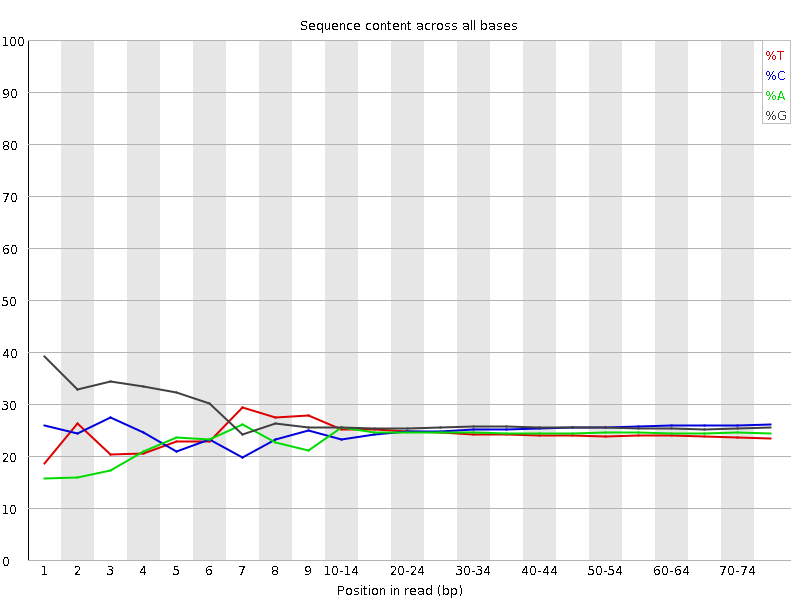 Sequence content across all bases
100
90
80
70
60
50
40
30
20
10
0
%T
%C
%A
%G
1 2 3 4 5 6 7 8 9 10-14 20-24 30-34 40-44 50-54 60-64 70-74
Position in read (bp)